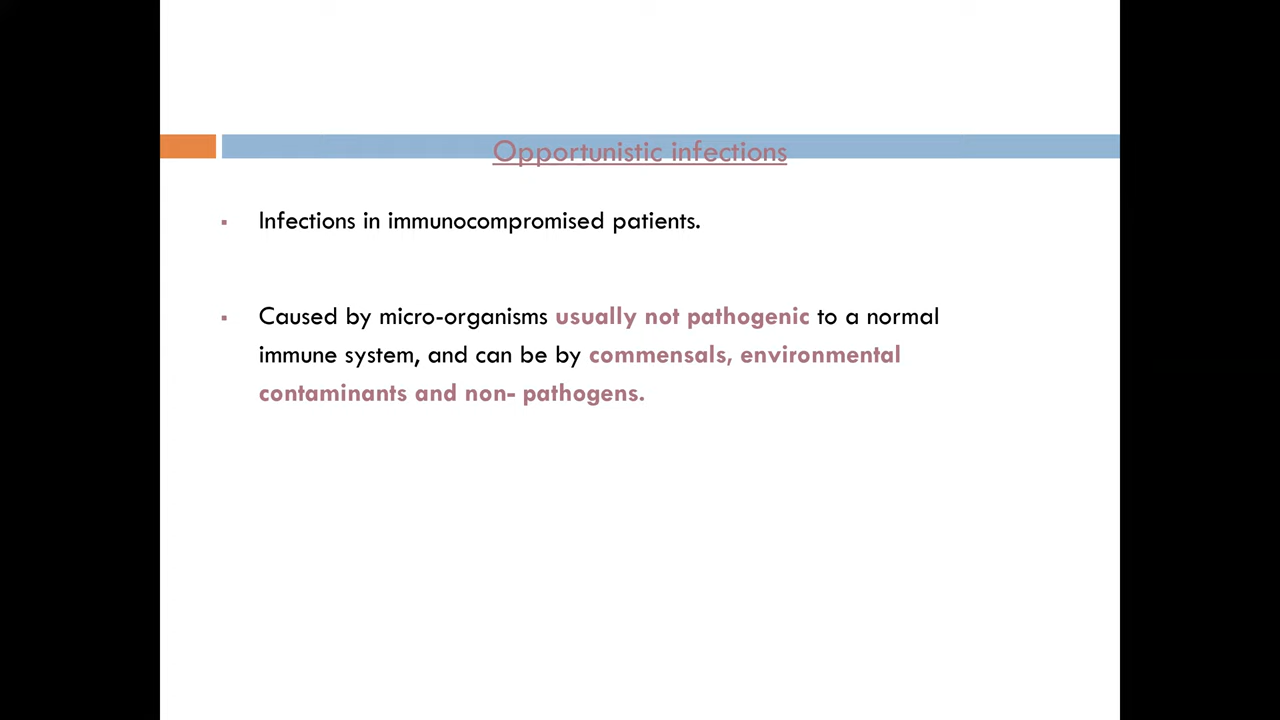 Opportunistic infections
▪ Infections in immunocompromised patients.
▪ Caused by micro-organisms usually not pathogenic to a normal
immune system, and can be by commensals, environmental
contaminants and non- pathogens.